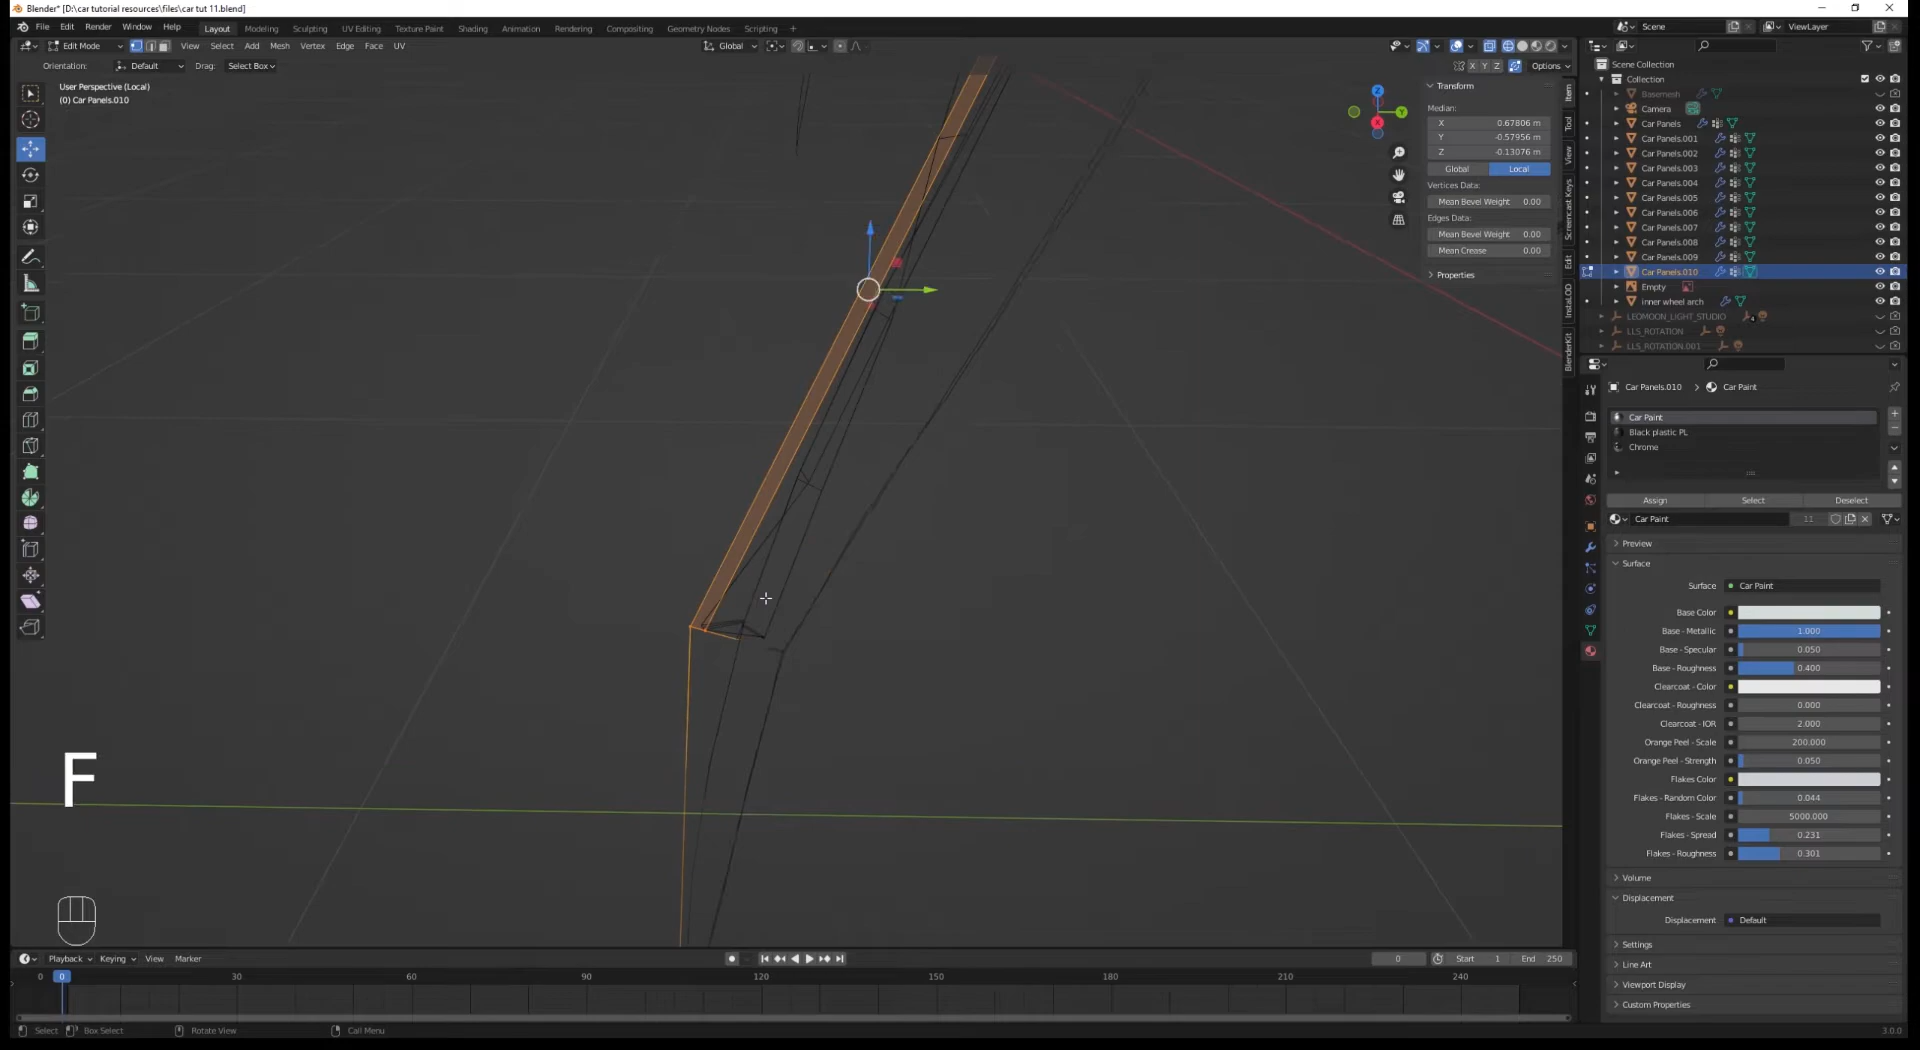 Blender* [D:\car tutorial resources\files\car tut 11.blend]
File Edit Render Window Help Layout Modeling Sculpting UV Editing Texture Paint Shading Animation Rendering Compositing Geometry Nodes Scripting + Scene ViewLayer
Edit Mode View Select Add Mesh Vertex Edge Face UV Global
Orientation: Default Drag: Select Box X Y Z Options
User Perspective (Local)
(0) Car Panels.010
Transform
Median:
X 0.67806 m
Y -0.57956 m
Z -0.13076 m
Global Local
Vertices Data:
Mean Bevel Weight 0.00
Edges Data:
Mean Bevel Weight 0.00
Mean Crease 0.00
Properties
Z
Y
X
Item
Tool
View
Screencast Keys
Edit
InstaLOD
BlenderKit
Scene Collection
Collection
Basemesh
Camera
Car Panels
Car Panels.001
Car Panels.002
Car Panels.003
Car Panels.004
Car Panels.005
Car Panels.006
Car Panels.007
Car Panels.008
Car Panels.009
Car Panels.010
Empty
inner wheel arch
LEOMOON_LIGHT_STUDIO 4
LLS_ROTATION
LLS_ROTATION.001
Car Panels.010 > Car Paint
Car Paint
Black plastic PL
Chrome
Assign Select Deselect
Car Paint 11
Preview
Surface
Surface Car Paint
Base Color
Base - Metallic 1.000
Base - Specular 0.050
Base - Roughness 0.400
Clearcoat - Color
Clearcoat - Roughness 0.000
Clearcoat - IOR 2.000
Orange Peel - Scale 200.000
Orange Peel - Strength 0.050
Flakes Color
Flakes - Random Color 0.044
Flakes - Scale 5000.000
Flakes - Spread 0.231
Flakes - Roughness 0.301
Volume
Displacement
Displacement Default
Settings
Line Art
Viewport Display
Custom Properties
F
Playback Keying View Marker 0 Start 1 End 250
0 0 30 60 90 120 150 180 210 240
Select Box Select Rotate View Call Menu 3.0.0